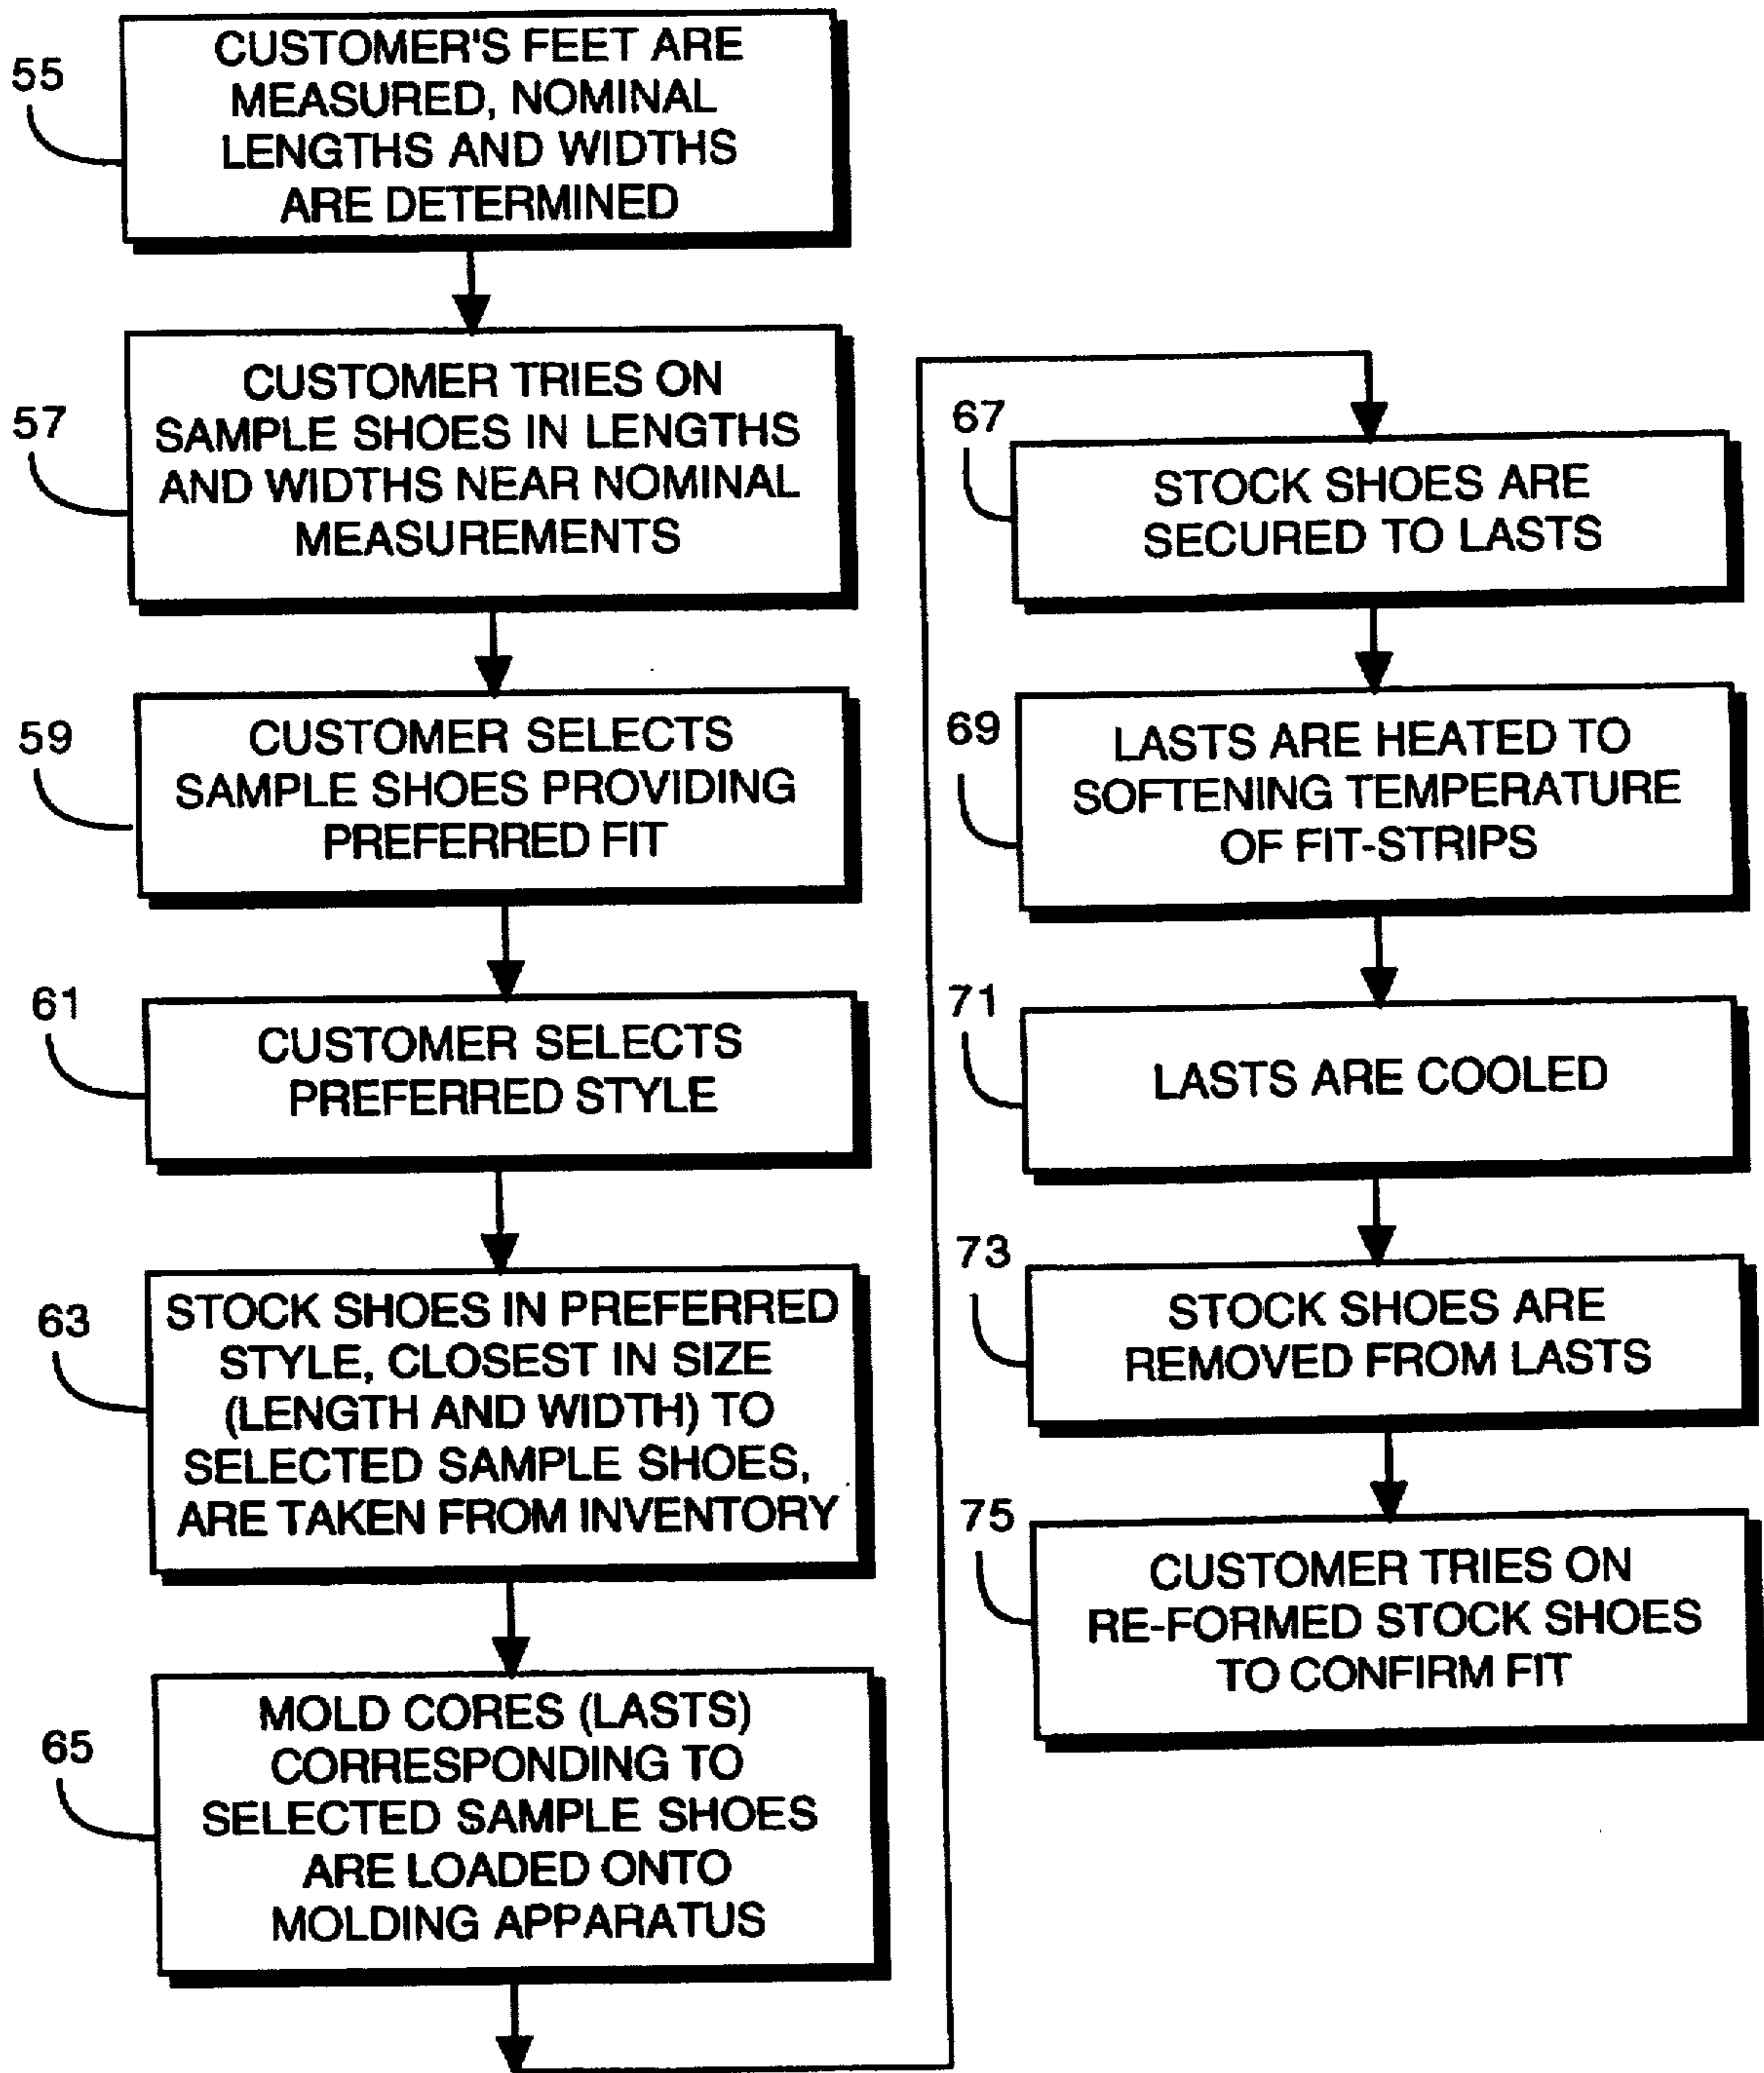 55
CUSTOMER'S FEET ARE
MEASURED, NOMINAL
LENGTHS AND WIDTHS
ARE DETERMINED
57
CUSTOMER TRIES ON
SAMPLE SHOES IN LENGTHS
AND WIDTHS NEAR NOMINAL
MEASUREMENTS
59
CUSTOMER SELECTS
SAMPLE SHOES PROVIDING
PREFERRED FIT
61
CUSTOMER SELECTS
PREFERRED STYLE
63
STOCK SHOES IN PREFERRED
STYLE, CLOSEST IN SIZE
(LENGTH AND WIDTH) TO
SELECTED SAMPLE SHOES,
ARE TAKEN FROM INVENTORY
65
MOLD CORES (LASTS)
CORRESPONDING TO
SELECTED SAMPLE SHOES
ARE LOADED ONTO
MOLDING APPARATUS
67
STOCK SHOES ARE
SECURED TO LASTS
69
LASTS ARE HEATED TO
SOFTENING TEMPERATURE
OF FIT-STRIPS
71
LASTS ARE COOLED
73
STOCK SHOES ARE
REMOVED FROM LASTS
75
CUSTOMER TRIES ON
RE-FORMED STOCK SHOES
TO CONFIRM FIT